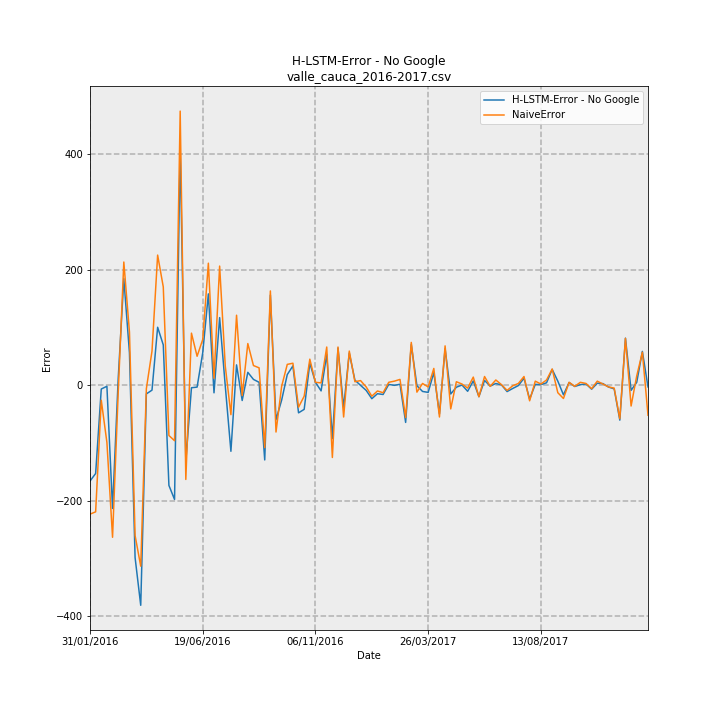 H-LSTM-Error - No Google
valle_cauca_2016-2017.csv
H-LSTM-Error - No Google
NaiveError
400
200
0
−200
−400
Error
31/01/2016
19/06/2016
06/11/2016
26/03/2017
13/08/2017
Date